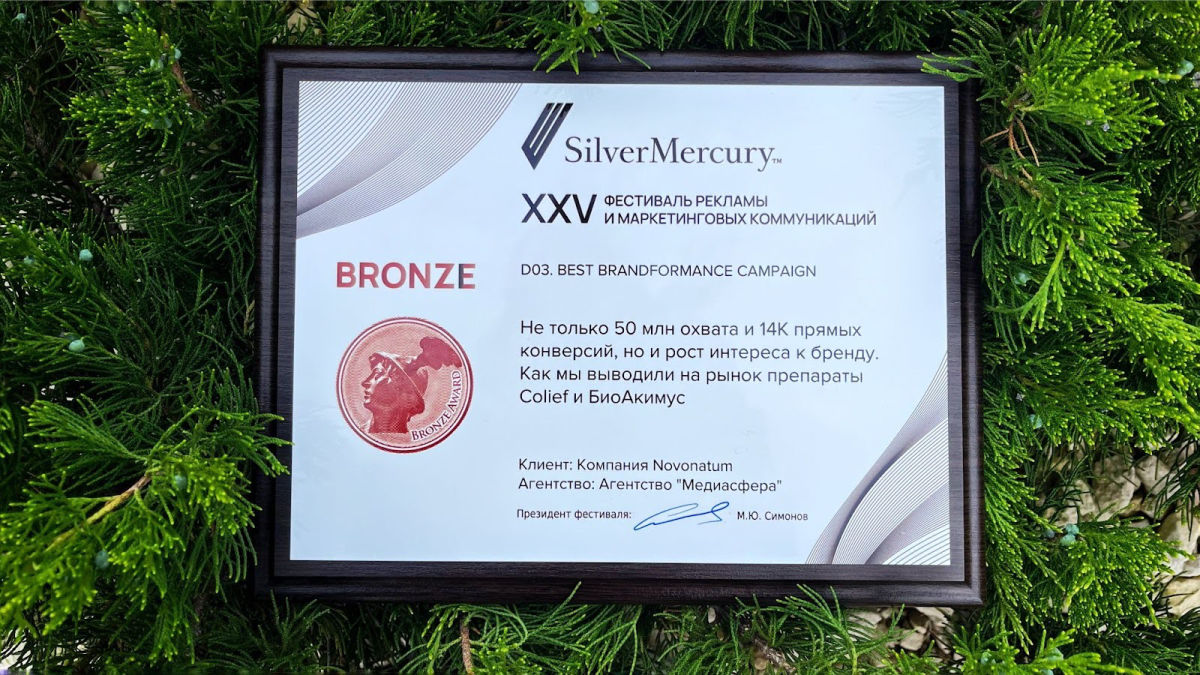 SilverMercury™
XXV ФЕСТИВАЛЬ РЕКЛАМЫ
И МАРКЕТИНГОВЫХ КОММУНИКАЦИЙ
BRONZE
D03. BEST BRANDFORMANCE CAMPAIGN
Не только 50 млн охвата и 14К прямых
конверсий, но и рост интереса к бренду.
Как мы выводили на рынок препараты
Colief и БиоАкимус
BRONZE AWARD
Клиент: Компания Novonatum
Агентство: Агентство "Медиасфера"
Президент фестиваля: М.Ю. Симонов